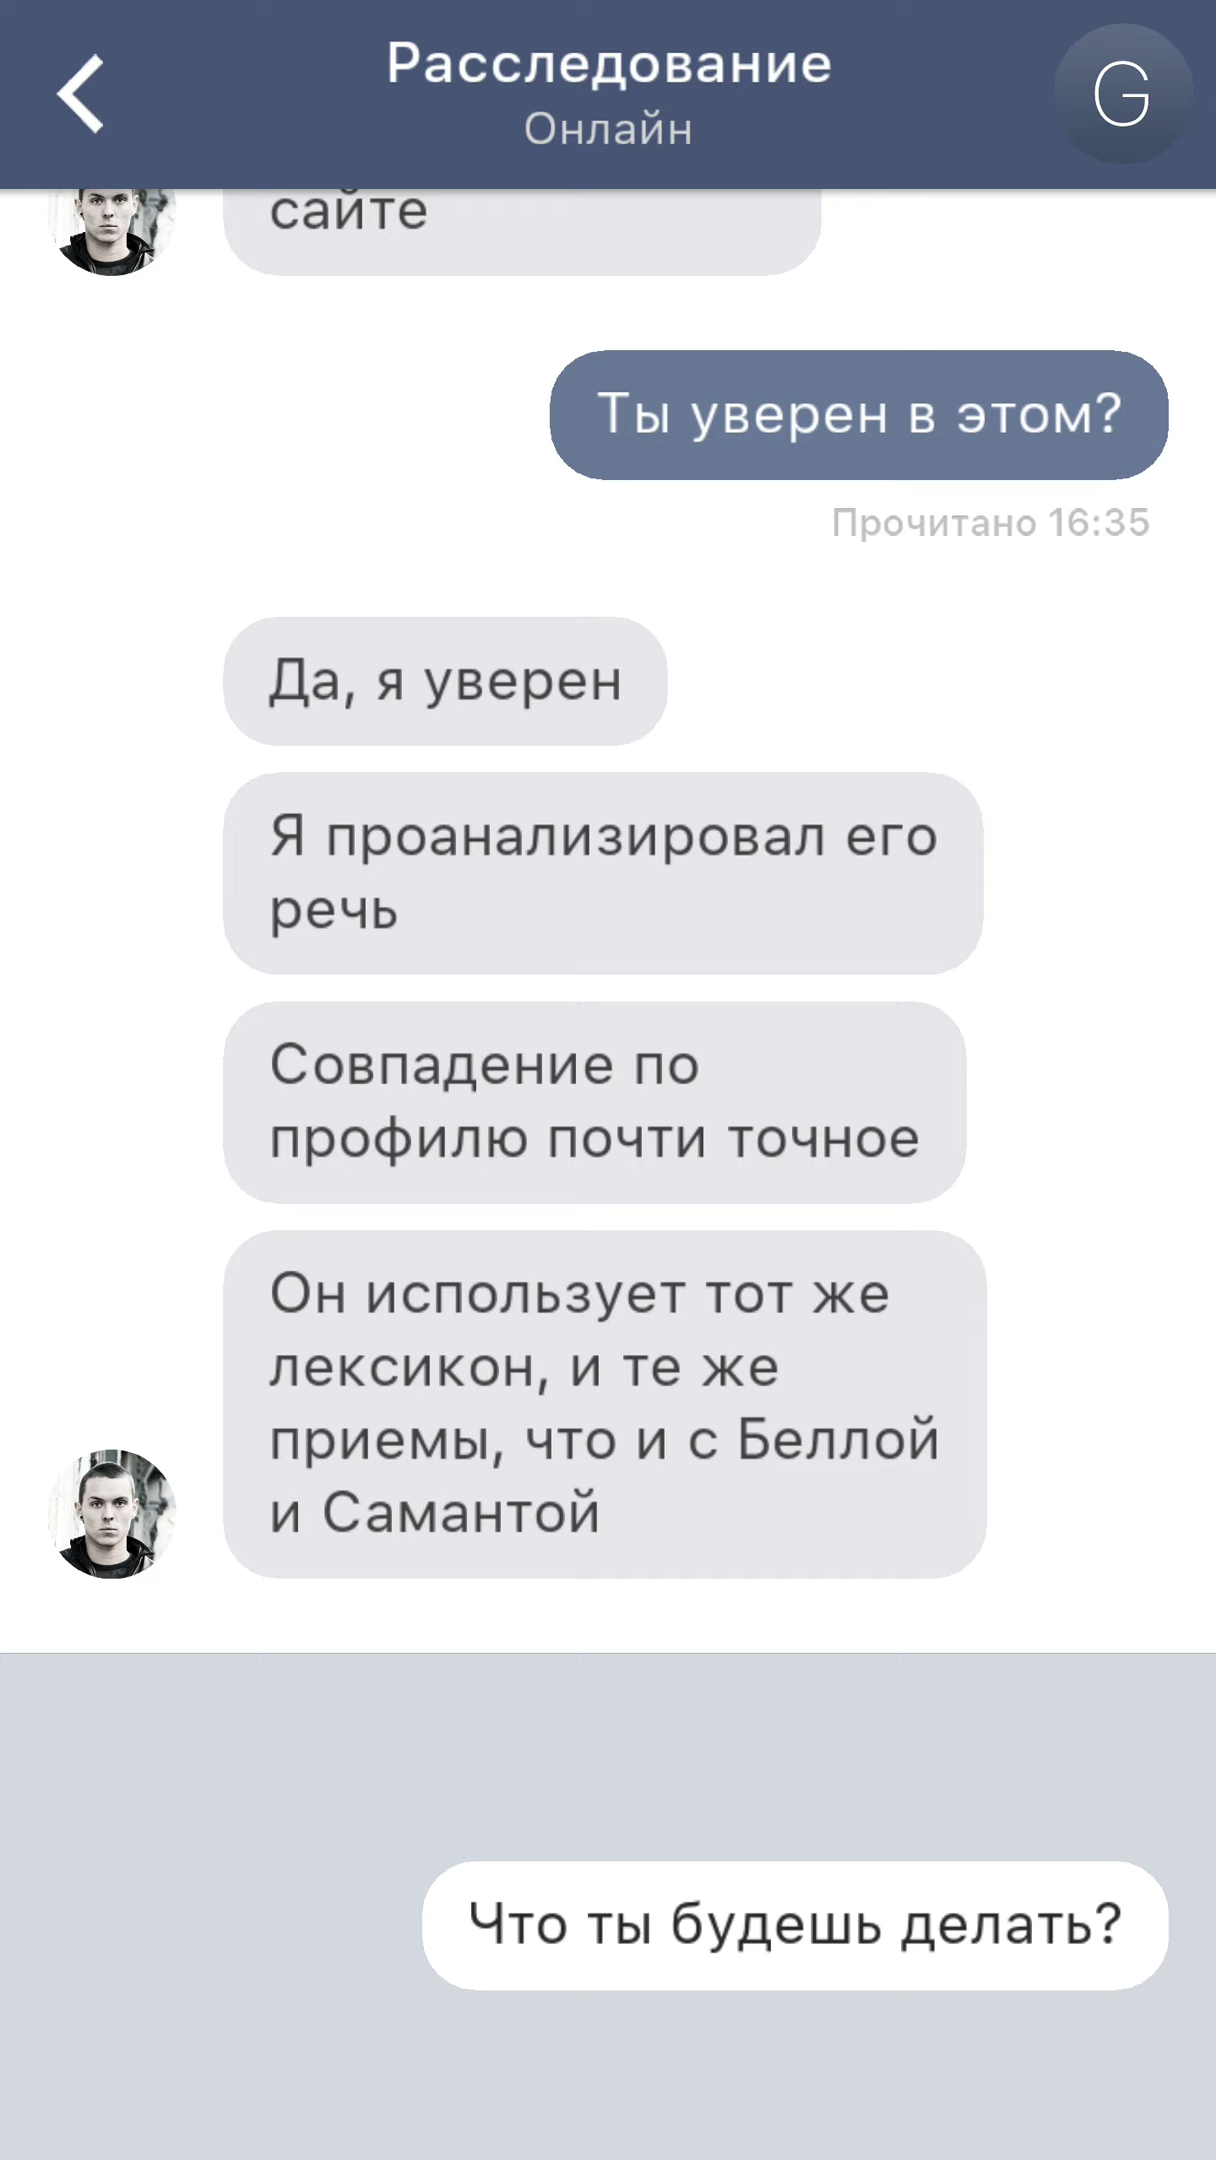 Расследование
Онлайн
G
сайте
Ты уверен в этом?
Прочитано 16:35
Да, я уверен
Я проанализировал его
речь
Совпадение по
профилю почти точное
Он использует тот же
лексикон, и те же
приемы, что и с Беллой
и Самантой
Что ты будешь делать?